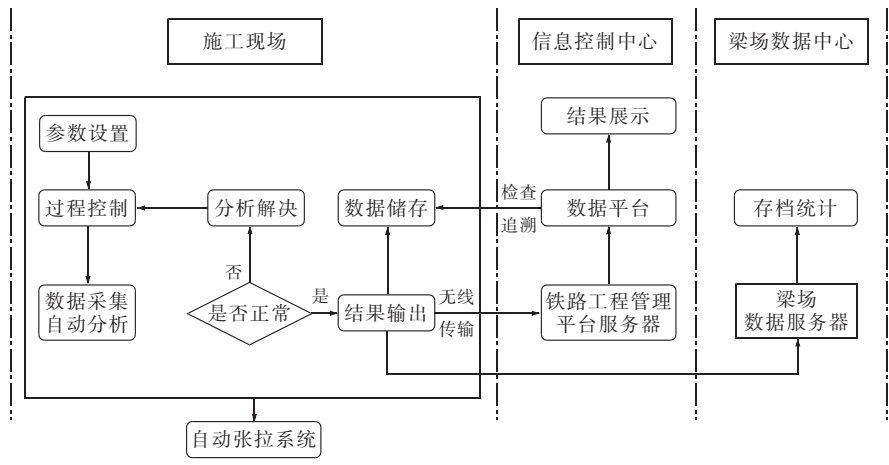 施工现场
信息控制中心
梁场数据中心
参数设置
结果展示
过程控制
分析解决
数据储存
检查
追溯
数据平台
存档统计
否
数据采集
自动分析
是否正常
是
结果输出
无线
传输
铁路工程管理
平台服务器
梁场
数据服务器
自动张拉系统